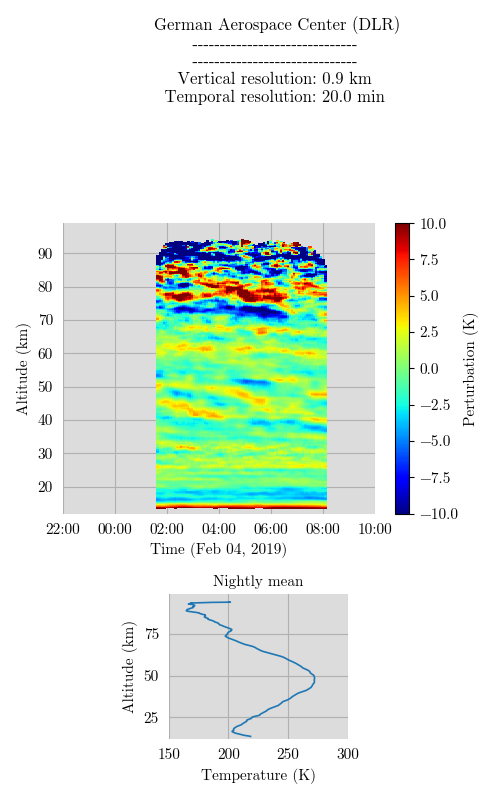 German Aerospace Center (DLR)
------------------------------
------------------------------
Vertical resolution: 0.9 km
Temporal resolution: 20.0 min
90
80
70
60
50
40
30
20
Altitude (km)
22:00 00:00 02:00 04:00 06:00 08:00 10:00
Time (Feb 04, 2019)
10.0
7.5
5.0
2.5
0.0
−2.5
−5.0
−7.5
−10.0
Perturbation (K)
Nightly mean
75
50
25
Altitude (km)
150 200 250 300
Temperature (K)